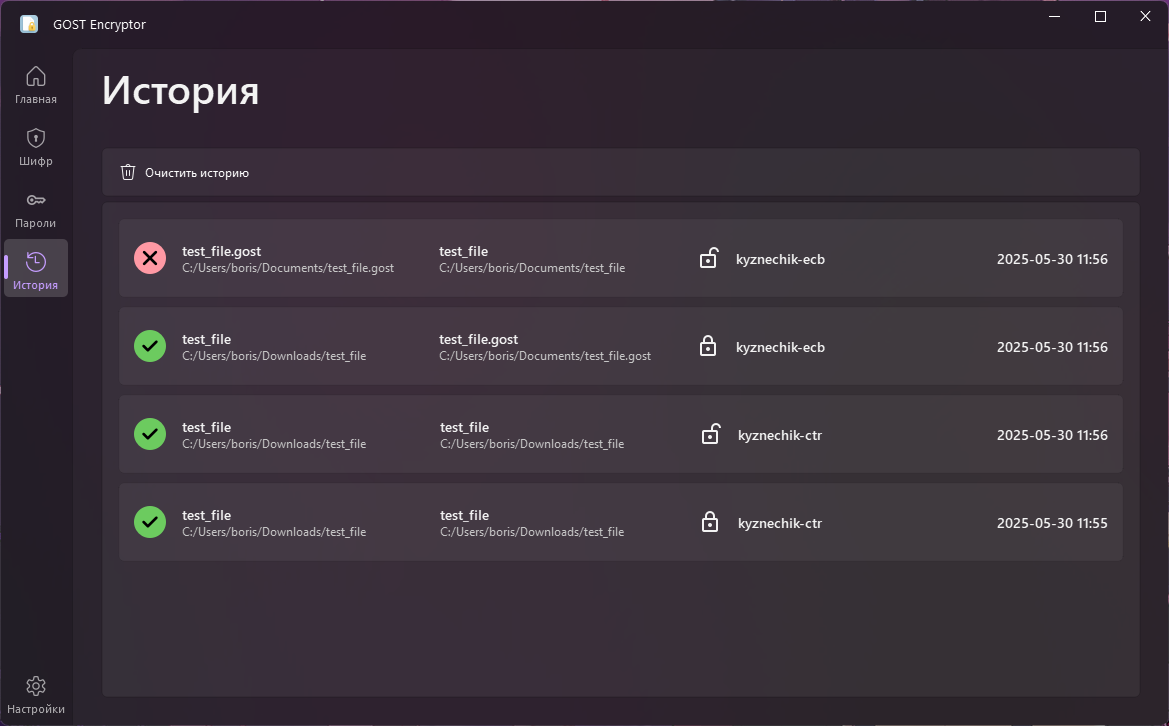 GOST Encryptor
Главная
Шифр
Пароли
История
Настройки
История
Очистить историю
test_file.gost
C:/Users/boris/Documents/test_file.gost
test_file
C:/Users/boris/Documents/test_file
kyznechik-ecb
2025-05-30 11:56
test_file
C:/Users/boris/Downloads/test_file
test_file.gost
C:/Users/boris/Documents/test_file.gost
kyznechik-ecb
2025-05-30 11:56
test_file
C:/Users/boris/Downloads/test_file
test_file
C:/Users/boris/Downloads/test_file
kyznechik-ctr
2025-05-30 11:56
test_file
C:/Users/boris/Downloads/test_file
test_file
C:/Users/boris/Downloads/test_file
kyznechik-ctr
2025-05-30 11:55